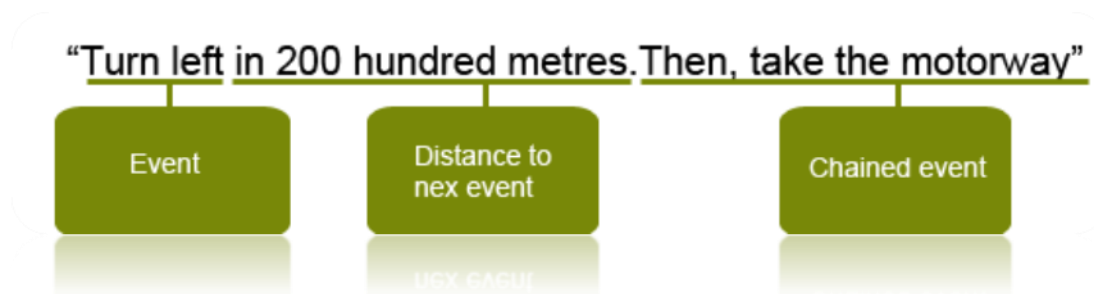 “Turn left in 200 hundred metres.Then, take the motorway”
Event
Distance to
nex event
Chained event